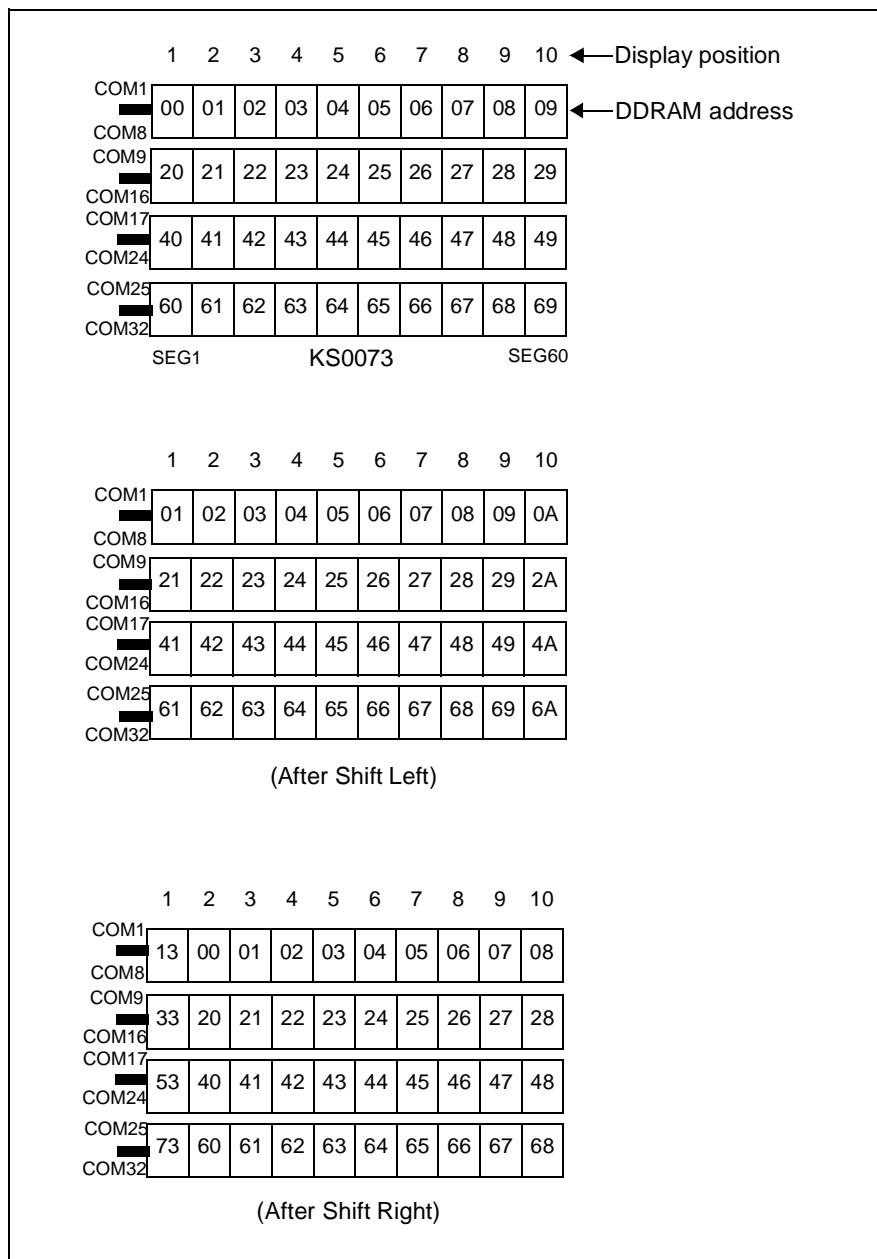 1 2 3 4 5 6 7 8 9 10 Display position
COM1
00 01 02 03 04 05 06 07 08 09 DDRAM address
COM8
COM9
20 21 22 23 24 25 26 27 28 29
COM16
COM17
40 41 42 43 44 45 46 47 48 49
COM24
COM25
60 61 62 63 64 65 66 67 68 69
COM32
SEG1 KS0073 SEG60
1 2 3 4 5 6 7 8 9 10
COM1
01 02 03 04 05 06 07 08 09 0A
COM8
COM9
21 22 23 24 25 26 27 28 29 2A
COM16
COM17
41 42 43 44 45 46 47 48 49 4A
COM24
COM25
61 62 63 64 65 66 67 68 69 6A
COM32
(After Shift Left)
1 2 3 4 5 6 7 8 9 10
COM1
13 00 01 02 03 04 05 06 07 08
COM8
COM9
33 20 21 22 23 24 25 26 27 28
COM16
COM17
53 40 41 42 43 44 45 46 47 48
COM24
COM25
73 60 61 62 63 64 65 66 67 68
COM32
(After Shift Right)